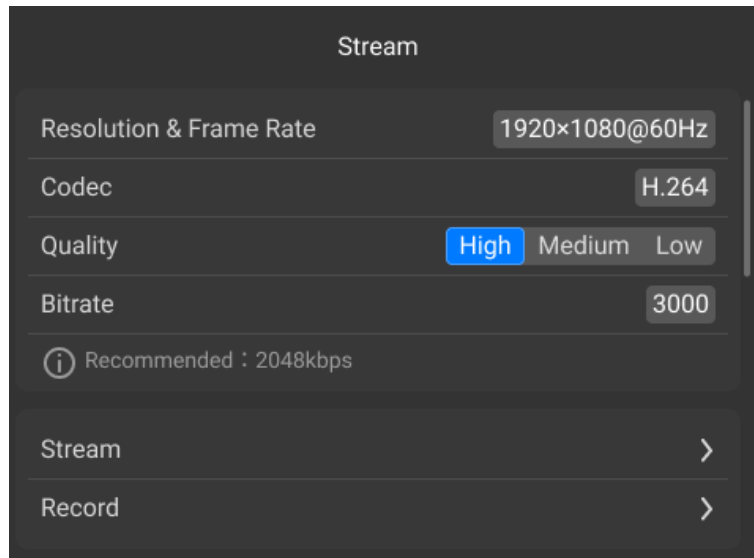 Stream
Resolution & Frame Rate 1920×1080@60Hz
Codec H.264
Quality High Medium Low
Bitrate 3000
Recommended：2048kbps
Stream
Record